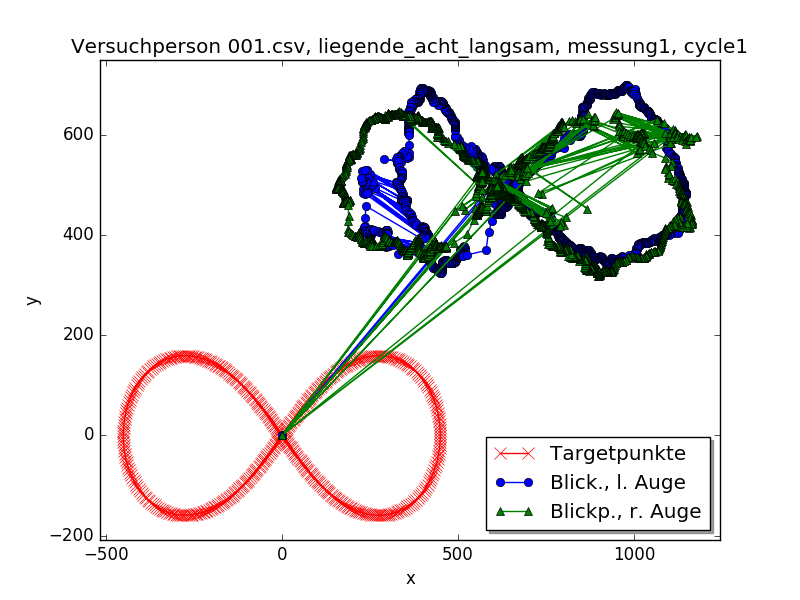 Versuchperson 001.csv, liegende_acht_langsam, messung1, cycle1
600
400
200
0
−200
y
−500
0
500
1000
x
Targetpunkte
Blick., l. Auge
Blickp., r. Auge